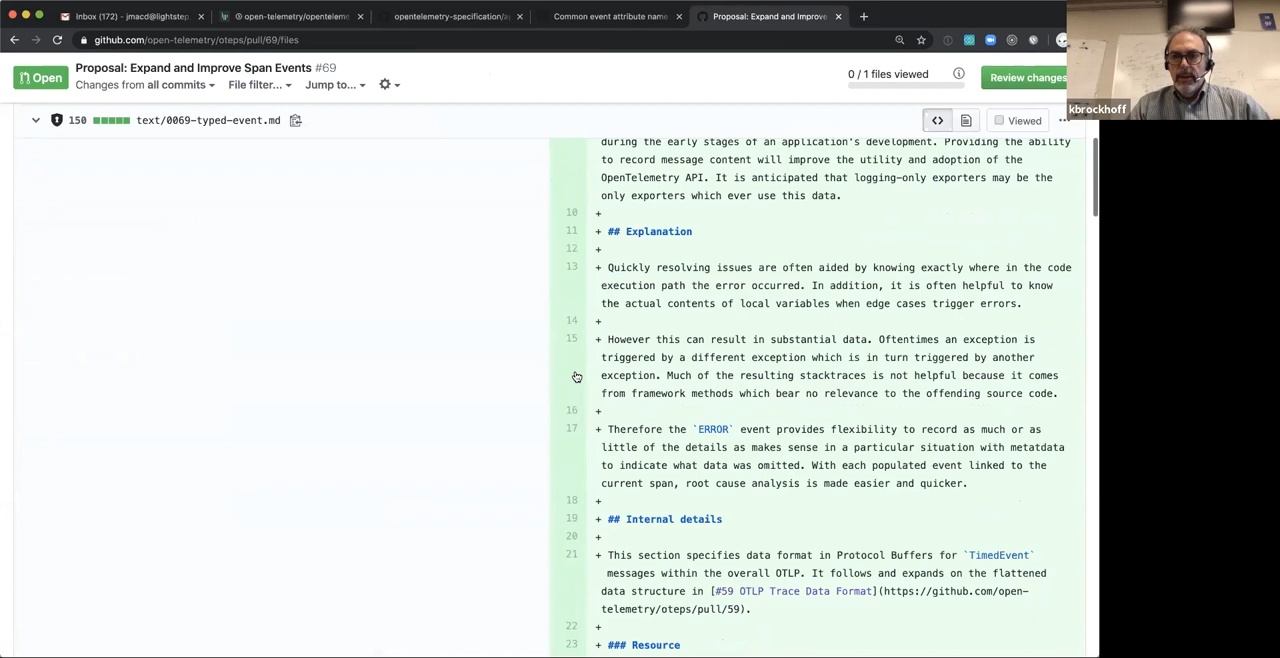 Inbox (172) - jmacd@lightstep. × open-telemetry/openteleme × opentelemetry-specification/a × Common event attribute name × Proposal: Expand and Improve × +
github.com/open-telemetry/oteps/pull/69/files
Open
Proposal: Expand and Improve Span Events #69
Changes from all commits File filter... Jump to...
0 / 1 files viewed
Review changes
kbrockhoff
150 text/0069-typed-event.md
<> Viewed ...
during the early stages of an application's development. Providing the ability
to record message content will improve the utility and adoption of the
OpenTelemetry API. It is anticipated that logging-only exporters may be the
only exporters which ever use this data.
10 +
11 + ## Explanation
12 +
13 + Quickly resolving issues are often aided by knowing exactly where in the code
execution path the error occurred. In addition, it is often helpful to know
the actual contents of local variables when edge cases trigger errors.
14 +
15 + However this can result in substantial data. Oftentimes an exception is
triggered by a different exception which is in turn triggered by another
exception. Much of the resulting stacktraces is not helpful because it comes
from framework methods which bear no relevance to the offending source code.
16 +
17 + Therefore the `ERROR` event provides flexibility to record as much or as
little of the details as makes sense in a particular situation with metatdata
to indicate what data was omitted. With each populated event linked to the
current span, root cause analysis is made easier and quicker.
18 +
19 + ## Internal details
20 +
21 + This section specifies data format in Protocol Buffers for `TimedEvent`
messages within the overall OTLP. It follows and expands on the flattened
data structure in [#59 OTLP Trace Data Format](https://github.com/open-
telemetry/oteps/pull/59).
22 +
23 + ### Resource